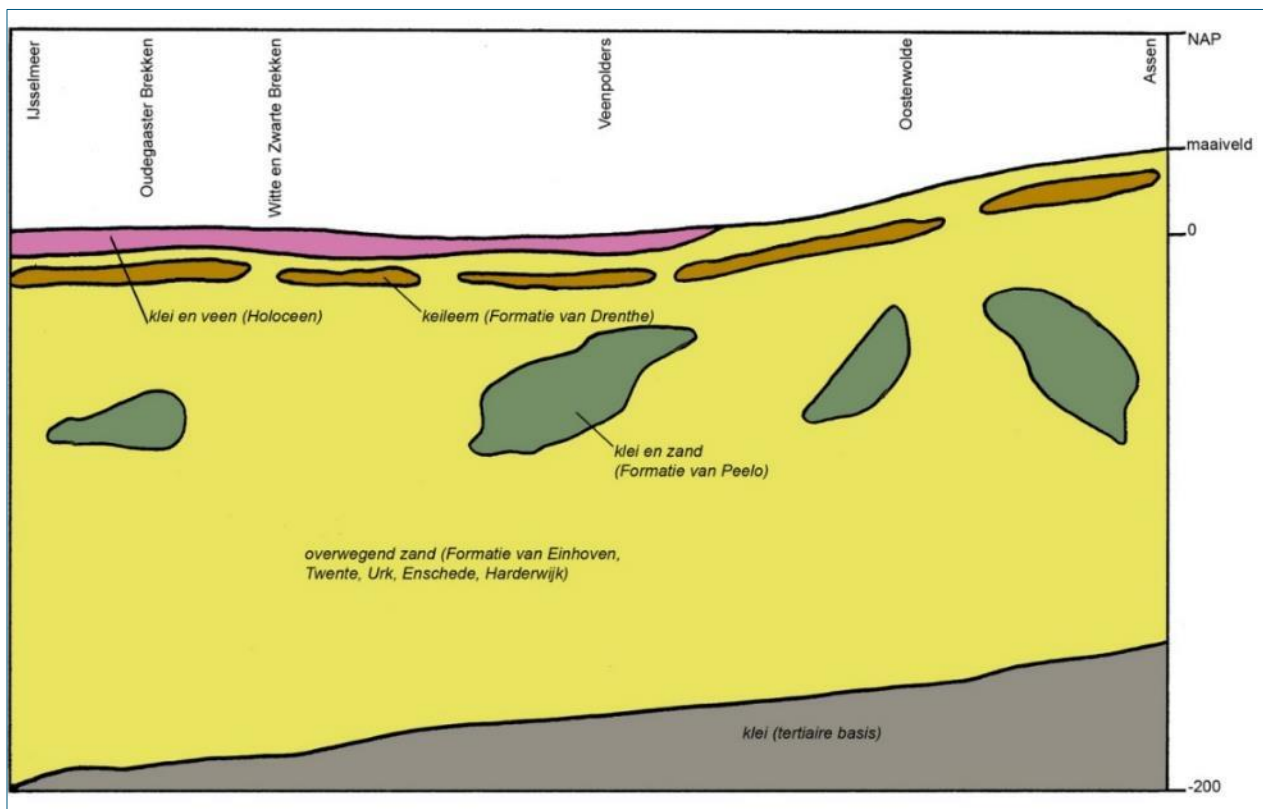 IJsselmeer
Oudegaaster Brekken
Witte en Zwarte Brekken
Veenpolders
Oosterwolde
Assen
NAP
maaiveld
0
klei en veen (Holoceen)
keileem (Formatie van Drenthe)
klei en zand
(Formatie van Peelo)
overwegend zand (Formatie van Einhoven,
Twente, Urk, Enschede, Harderwijk)
klei (tertiaire basis)
-200